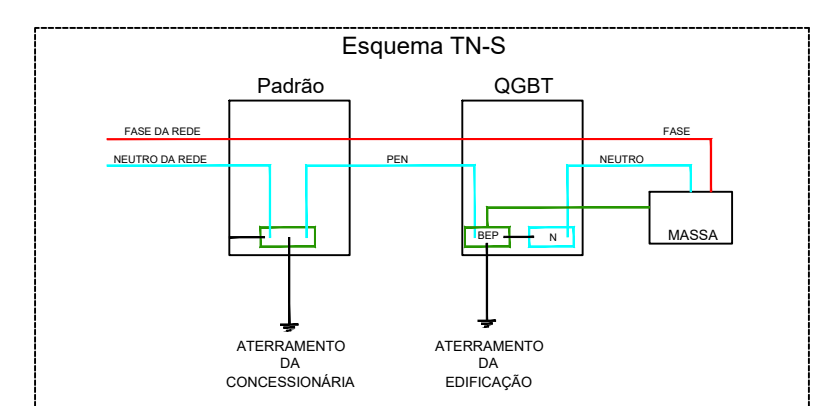 Esquema TN-S
Padrão
QGBT
FASE DA REDE
FASE
NEUTRO DA REDE
PEN
NEUTRO
BEP
N
MASSA
ATERRAMENTO
DA
CONCESSIONÁRIA
ATERRAMENTO
DA
EDIFICAÇÃO